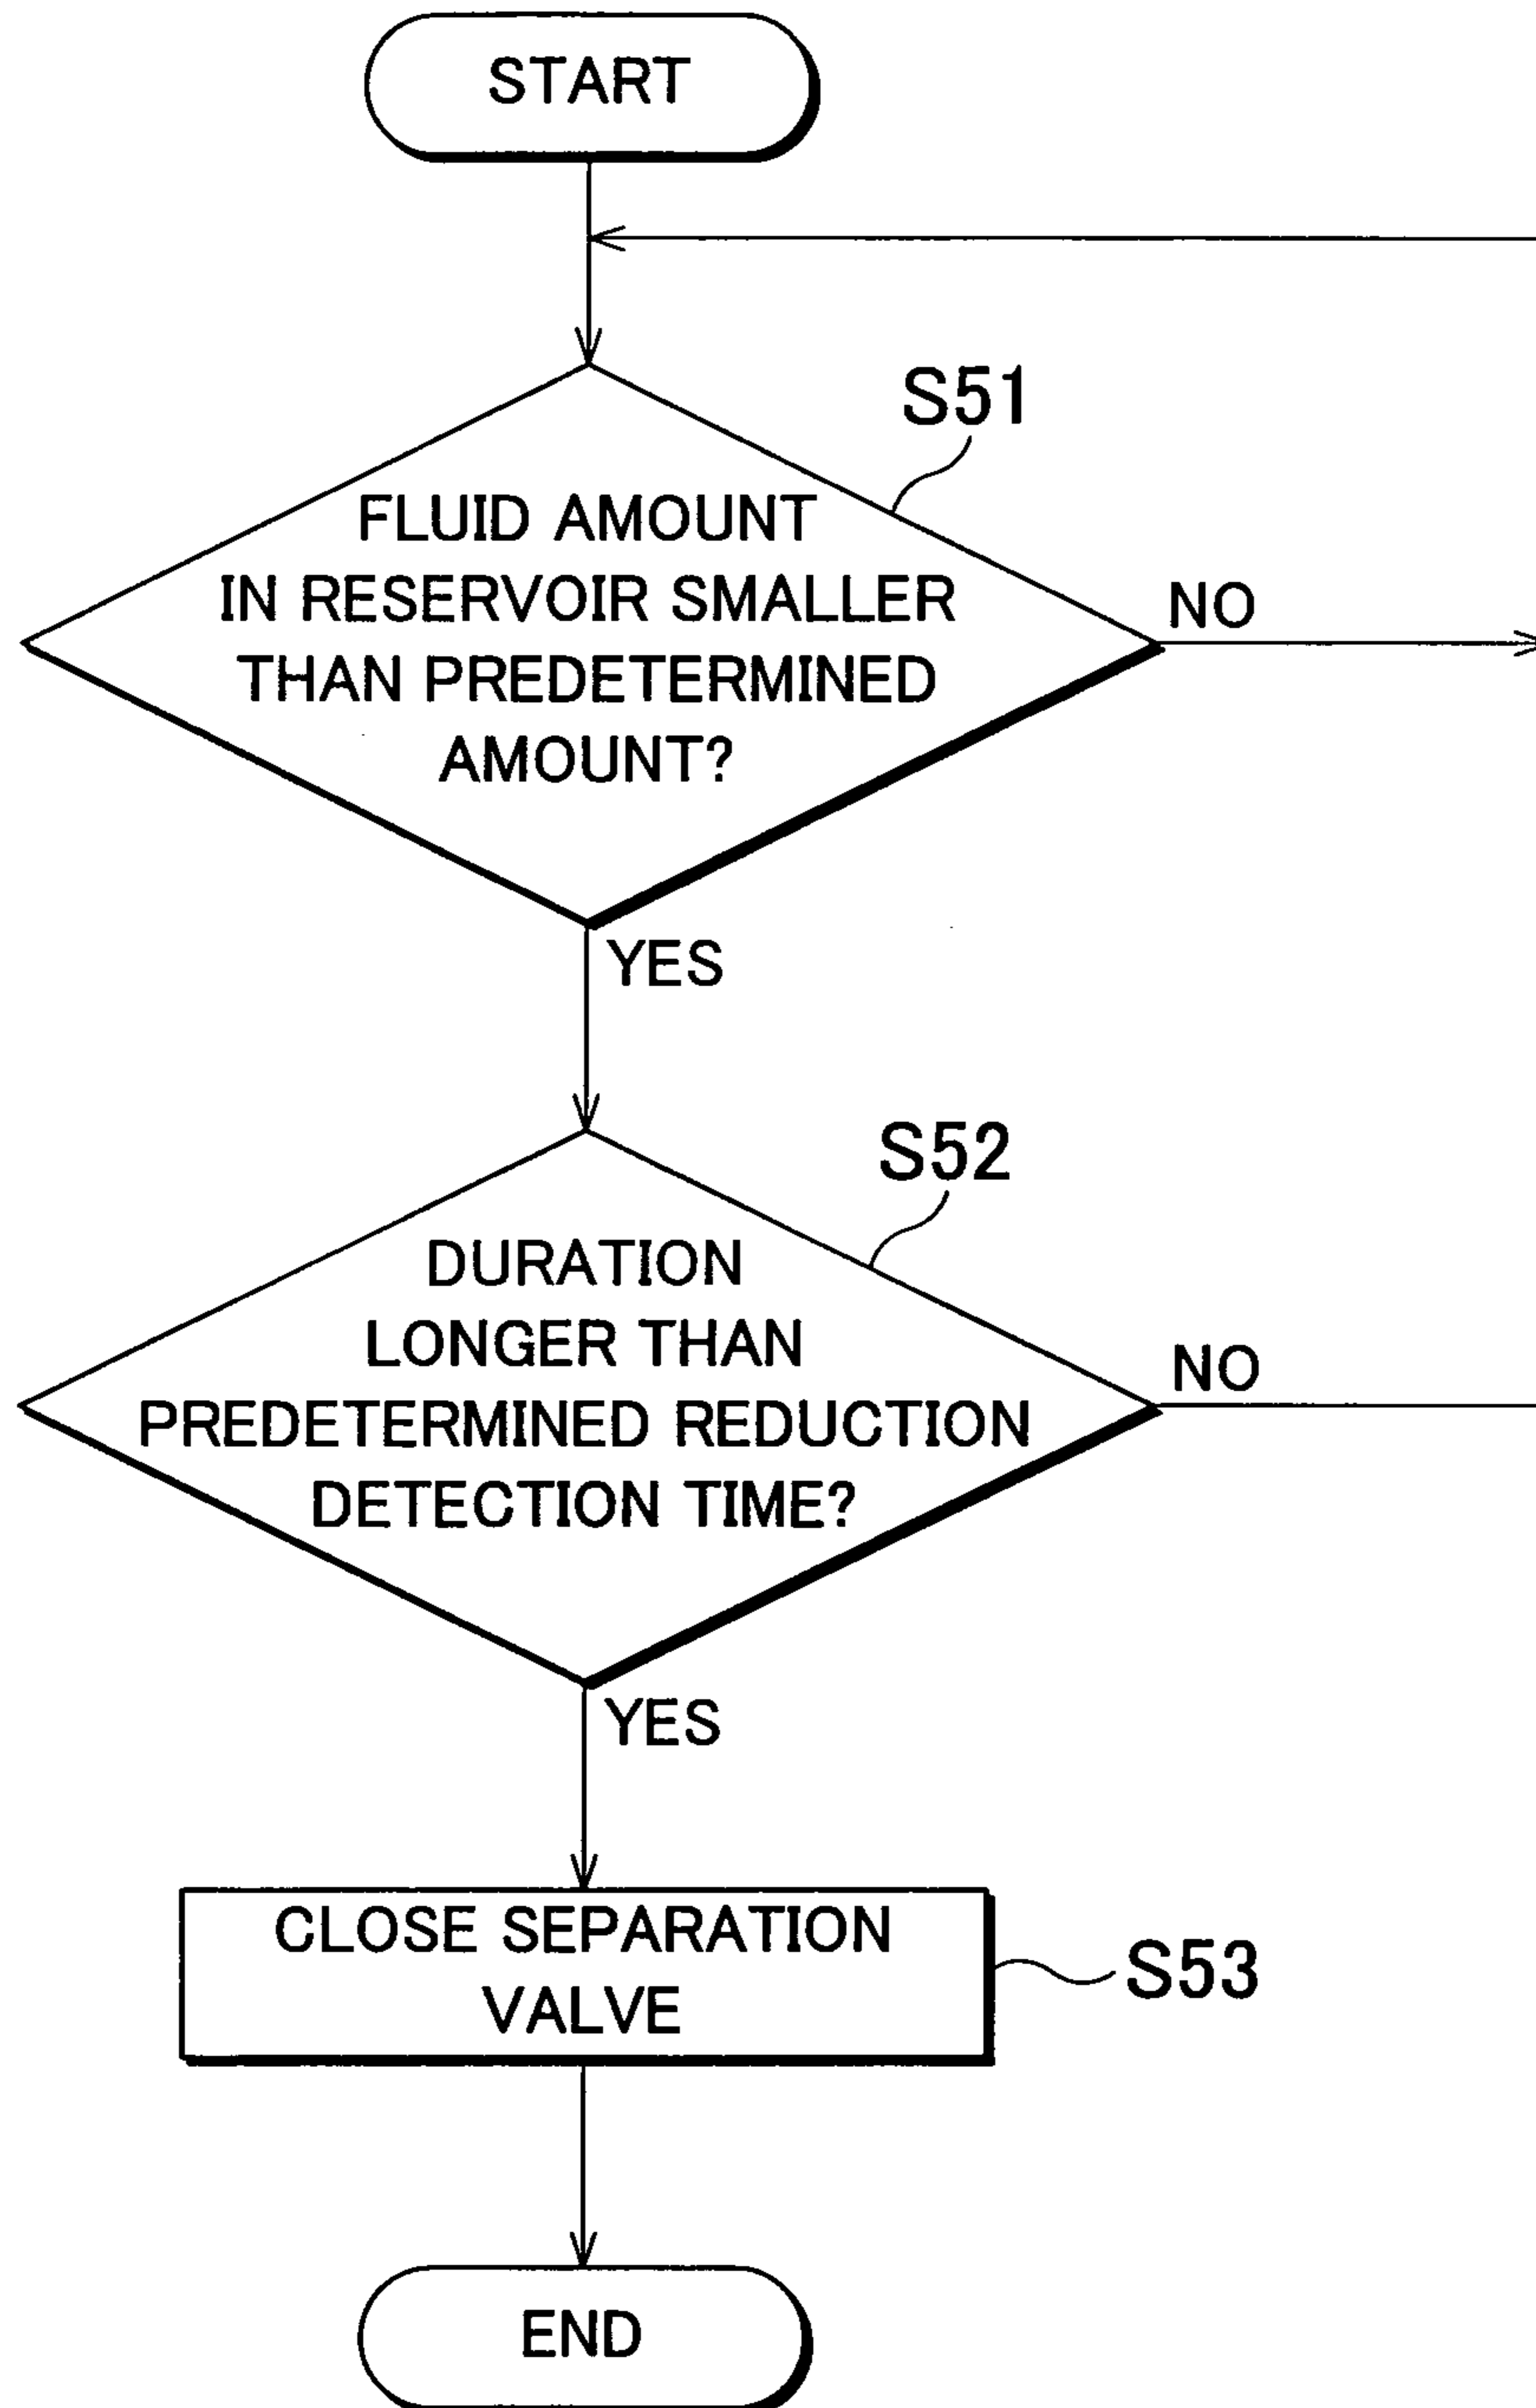 START
S51
FLUID AMOUNT
IN RESERVOIR SMALLER
THAN PREDETERMINED
AMOUNT?
NO
YES
S52
DURATION
LONGER THAN
PREDETERMINED REDUCTION
DETECTION TIME?
NO
YES
CLOSE SEPARATION
VALVE
S53
END